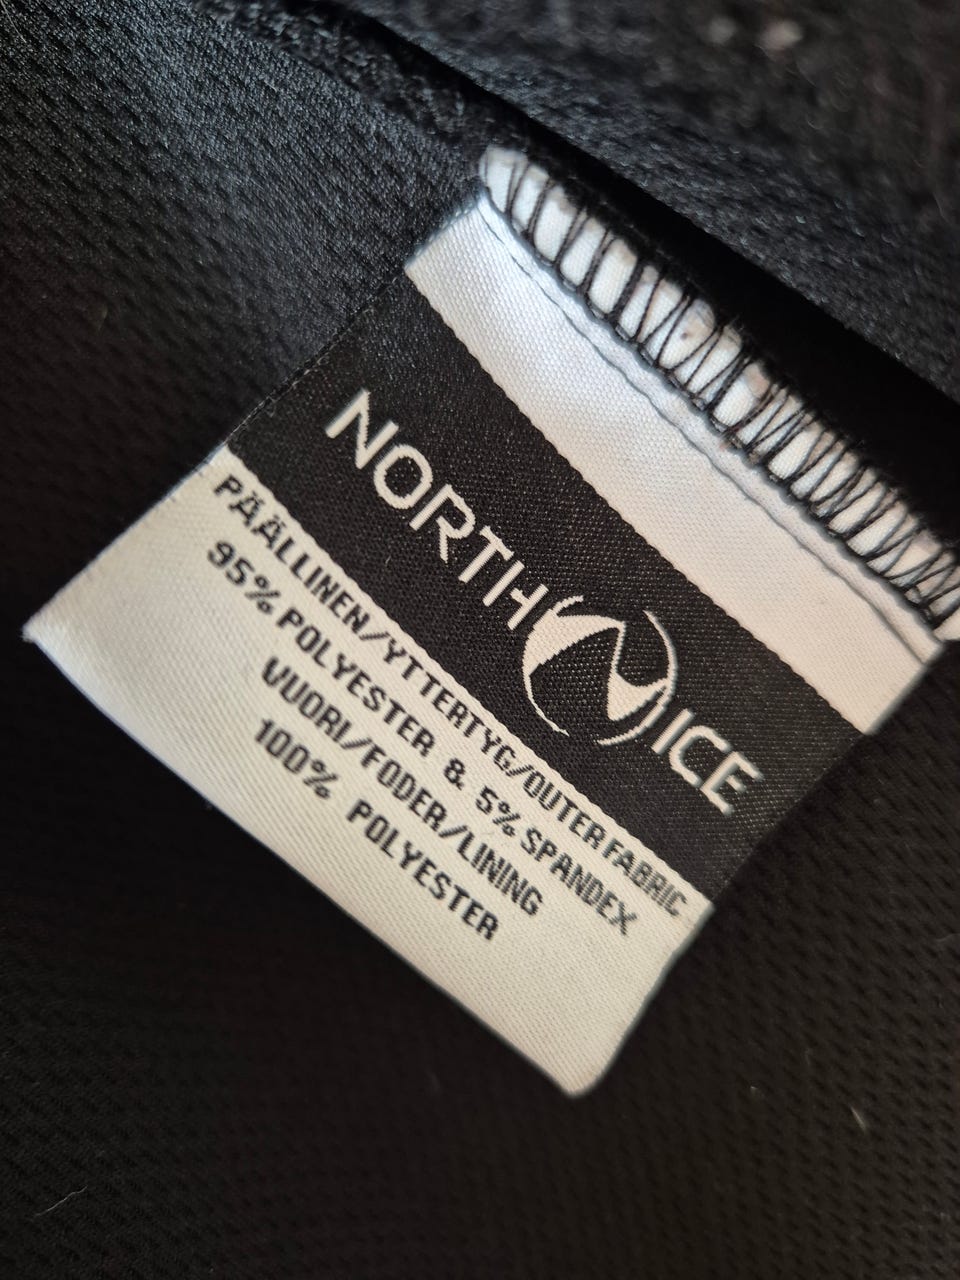 NORTH N ICE
PÄÄLLINEN/YTTERTYG/OUTER FABRIC
95% POLYESTER & 5% SPANDEX
VUORI/FODER/LINING
100% POLYESTER